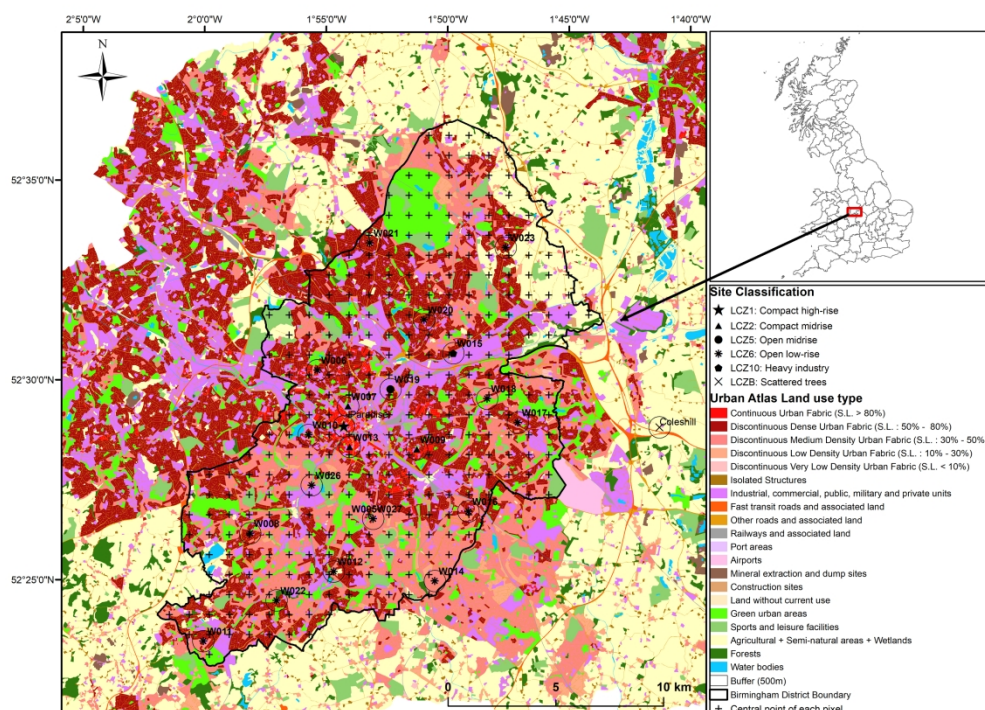 2°5'0"W 2°0'0"W 1°55'0"W 1°50'0"W 1°45'0"W 1°40'0"W
N
52°35'0"N
52°30'0"N
52°25'0"N
W021
W023
W020
W015
W006
W019
W018
W007
Paradise
W017
Coleshill
W010
W013
W009
W026
W005
W027
W008
W012
W014
W022
W011
0 5 10 km
Site Classification
LCZ1: Compact high-rise
LCZ2: Compact midrise
LCZ5: Open midrise
LCZ6: Open low-rise
LCZ10: Heavy industry
LCZB: Scattered trees
Urban Atlas Land use type
Continuous Urban Fabric (S.L. > 80%)
Discontinuous Dense Urban Fabric (S.L. : 50% - 80%)
Discontinuous Medium Density Urban Fabric (S.L. : 30% - 50%)
Discontinuous Low Density Urban Fabric (S.L. : 10% - 30%)
Discontinuous Very Low Density Urban Fabric (S.L. < 10%)
Isolated Structures
Industrial, commercial, public, military and private units
Fast transit roads and associated land
Other roads and associated land
Railways and associated land
Port areas
Airports
Mineral extraction and dump sites
Construction sites
Land without current use
Green urban areas
Sports and leisure facilities
Agricultural + Semi-natural areas + Wetlands
Forests
Water bodies
Buffer (500m)
Birmingham District Boundary
Central point of each pixel